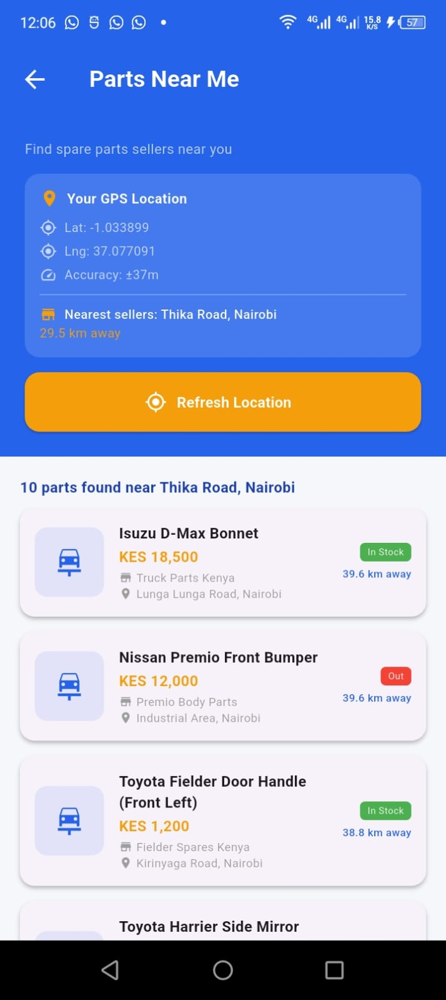 12:06
4G
4G
15.8
K/S
57
Parts Near Me
Find spare parts sellers near you
Your GPS Location
Lat: -1.033899
Lng: 37.077091
Accuracy: ±37m
Nearest sellers: Thika Road, Nairobi
29.5 km away
Refresh Location
10 parts found near Thika Road, Nairobi
Isuzu D-Max Bonnet
KES 18,500
Truck Parts Kenya
Lunga Lunga Road, Nairobi
In Stock
39.6 km away
Nissan Premio Front Bumper
KES 12,000
Premio Body Parts
Industrial Area, Nairobi
Out
39.6 km away
Toyota Fielder Door Handle
(Front Left)
KES 1,200
Fielder Spares Kenya
Kirinyaga Road, Nairobi
In Stock
38.8 km away
Toyota Harrier Side Mirror